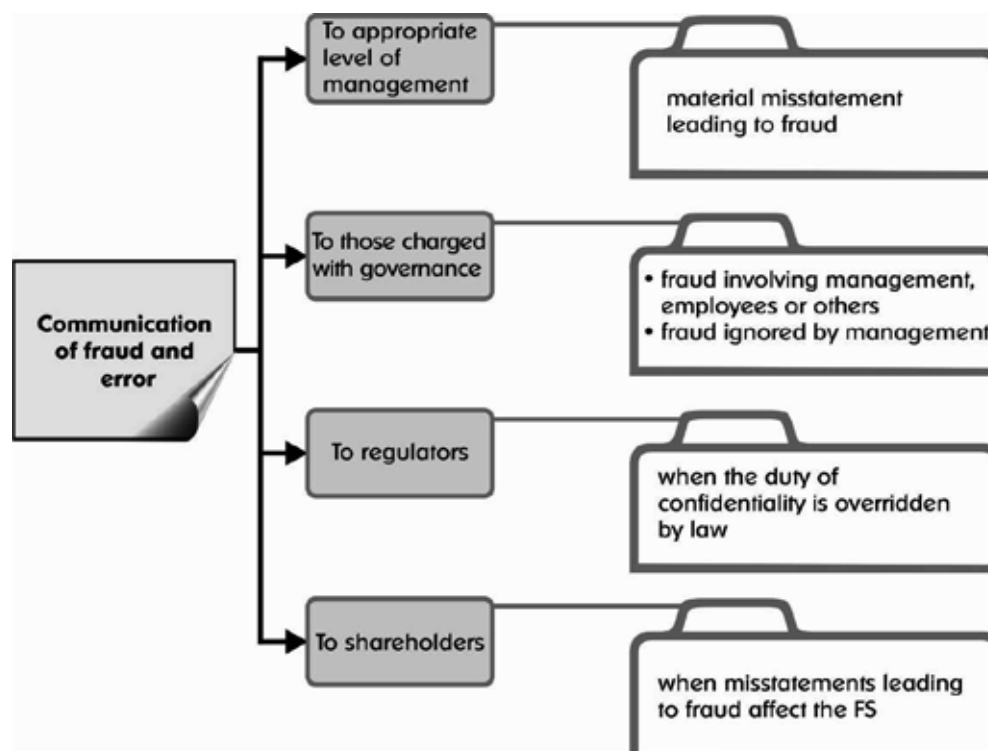 Communication
of fraud and
error
To appropriate
level of
management
material misstatement
leading to fraud
To those charged
with governance
• fraud involving management,
employees or others
• fraud ignored by management
To regulators
when the duty of
confidentiality is overridden
by law
To shareholders
when misstatements leading
to fraud affect the FS